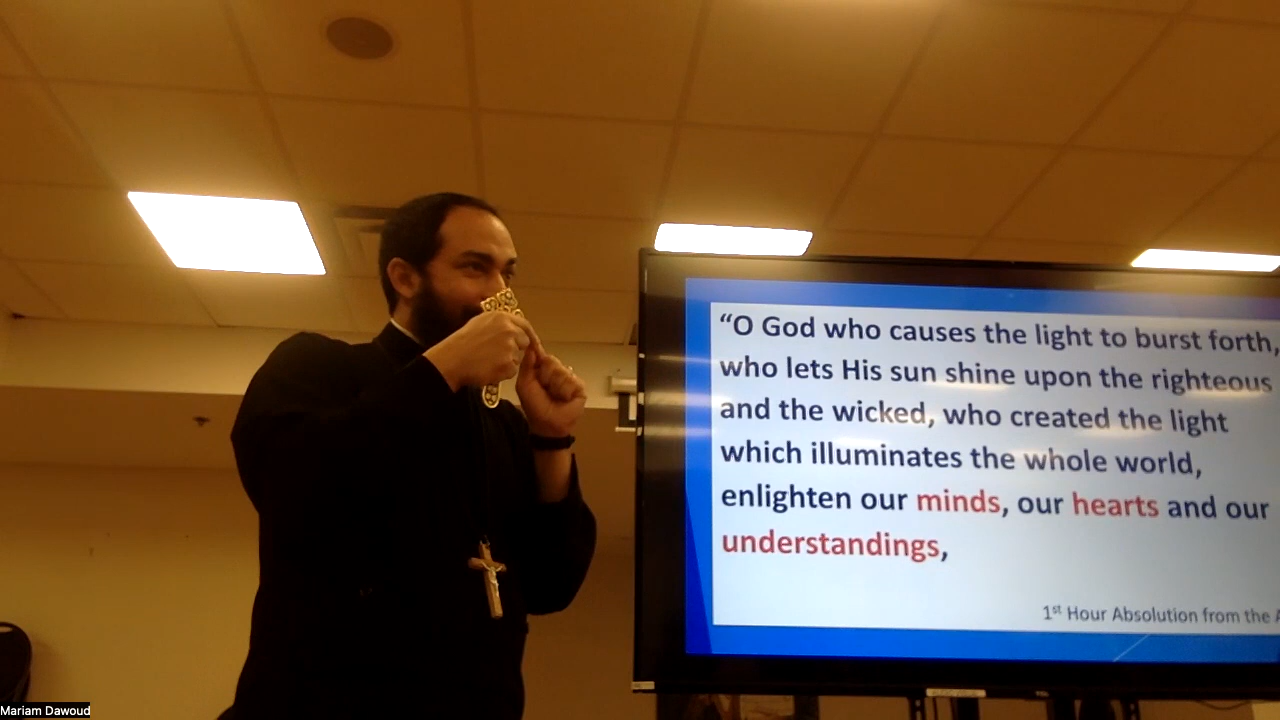 “O God who causes the light to burst forth,
who lets His sun shine upon the righteous
and the wicked, who created the light
which illuminates the whole world,
enlighten our minds, our hearts and our
understandings,
1st Hour Absolution from the
Mariam Dawoud